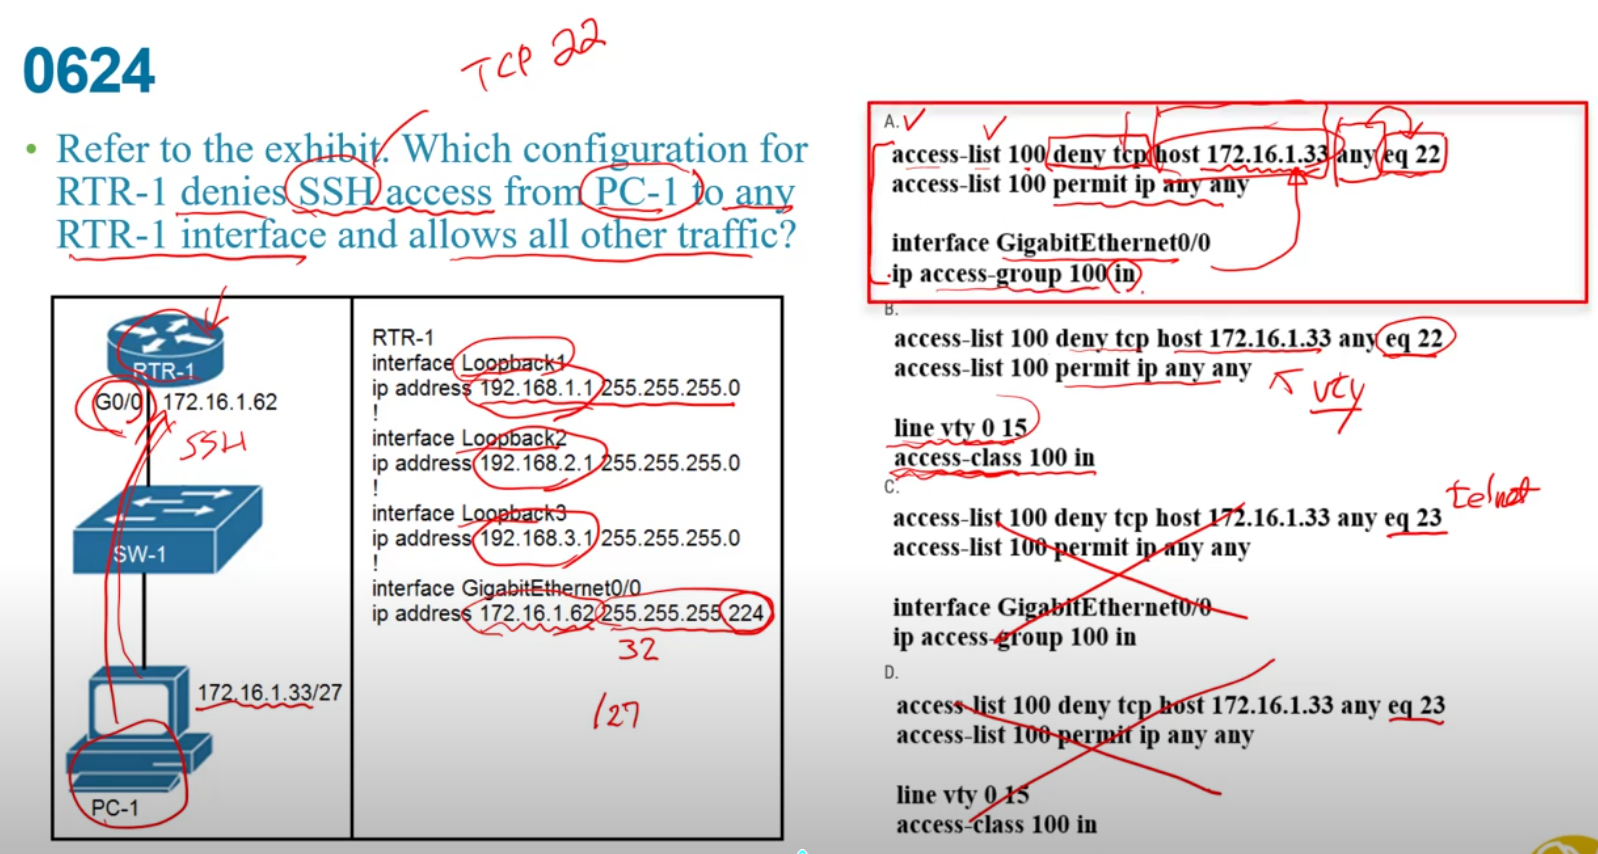 0624
TCP 22
• Refer to the exhibit. Which configuration for
RTR-1 denies SSH access from PC-1 to any
RTR-1 interface and allows all other traffic?
RTR-1
G0/0
172.16.1.62
SSH
SW-1
172.16.1.33/27
PC-1
RTR-1
interface Loopback1
ip address 192.168.1.1 255.255.255.0
!
interface Loopback2
ip address 192.168.2.1 255.255.255.0
!
interface Loopback3
ip address 192.168.3.1 255.255.255.0
!
interface GigabitEthernet0/0
ip address 172.16.1.62 255.255.255.224
32
/27
A.
access-list 100 deny tcp host 172.16.1.33 any eq 22
access-list 100 permit ip any any
interface GigabitEthernet0/0
ip access-group 100 in
B.
access-list 100 deny tcp host 172.16.1.33 any eq 22
access-list 100 permit ip any any
vty
line vty 0 15
access-class 100 in
C.
telnet
access-list 100 deny tcp host 172.16.1.33 any eq 23
access-list 100 permit ip any any
interface GigabitEthernet0/0
ip access-group 100 in
D.
access-list 100 deny tcp host 172.16.1.33 any eq 23
access-list 100 permit ip any any
line vty 0 15
access-class 100 in